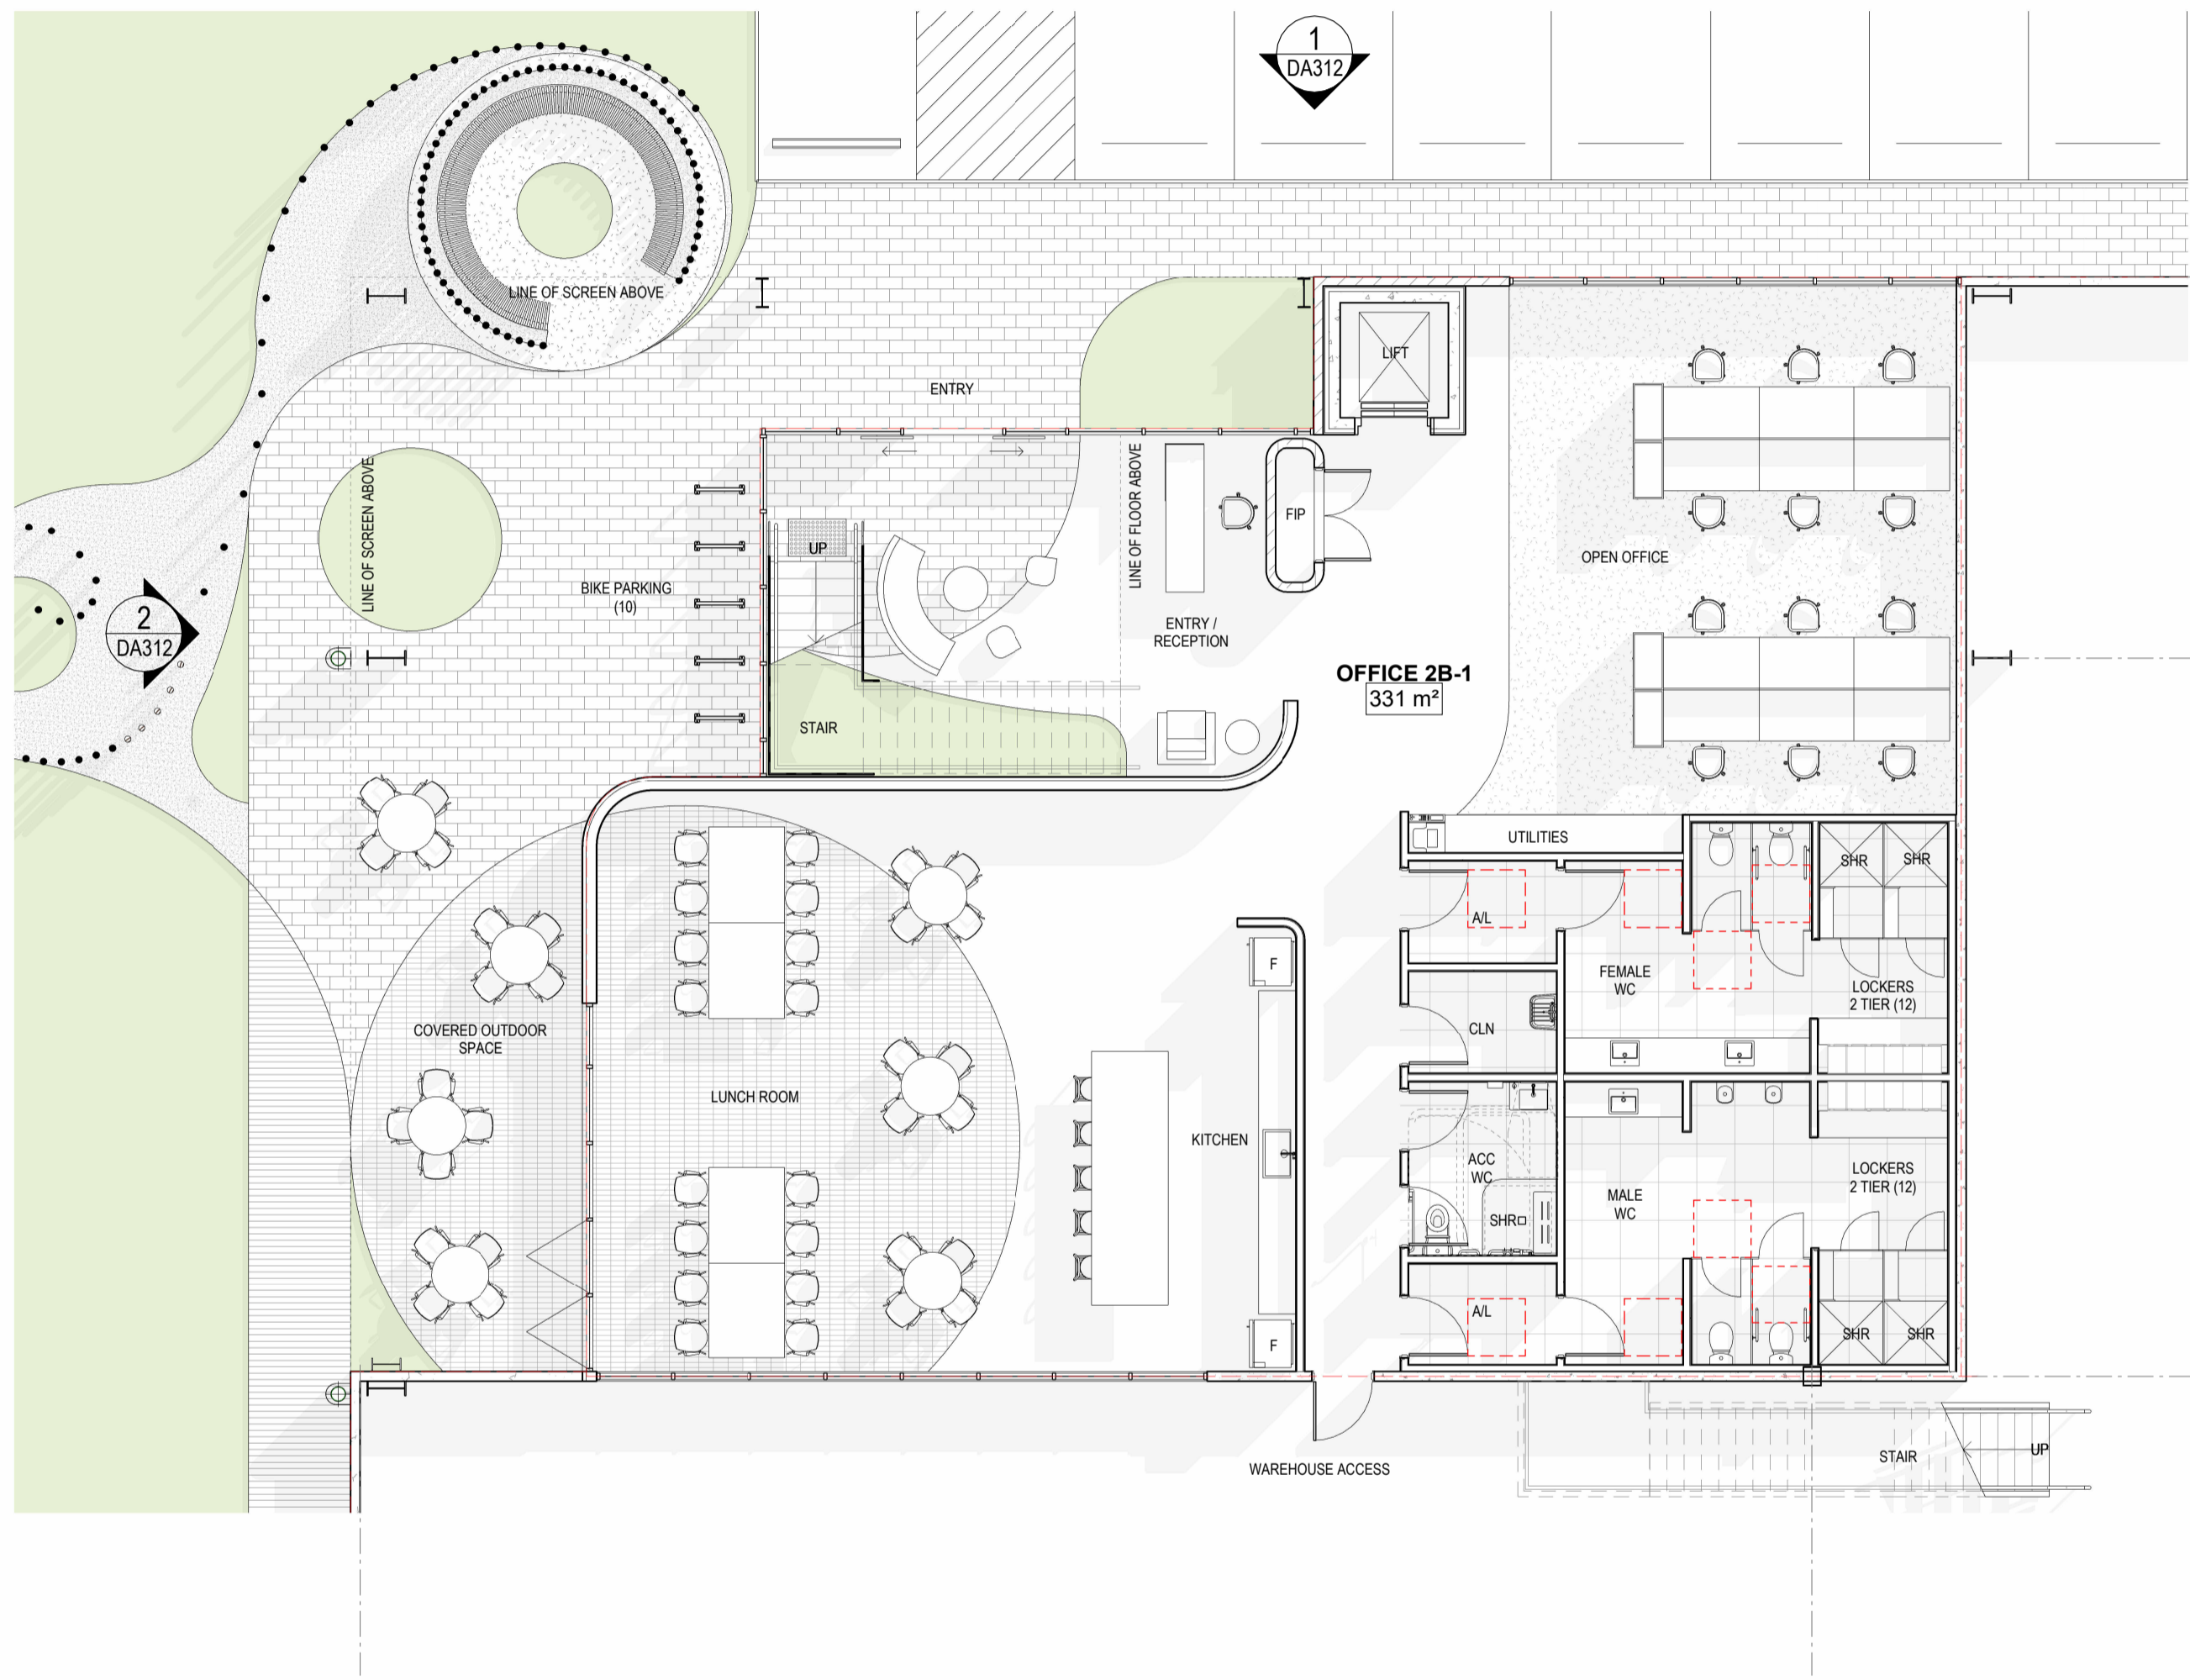 1
DA312
LINE OF SCREEN ABOVE
LIFT
ENTRY
LINE OF SCREEN ABOVE
LINE OF FLOOR ABOVE
FIP
UP
OPEN OFFICE
BIKE PARKING
(10)
2
DA312
ENTRY /
RECEPTION
OFFICE 2B-1
331 m²
STAIR
UTILITIES
SHR
SHR
A/L
F
FEMALE
WC
LOCKERS
2 TIER (12)
COVERED OUTDOOR
SPACE
CLN
LUNCH ROOM
KITCHEN
ACC
WC
LOCKERS
2 TIER (12)
MALE
WC
SHR
A/L
F
SHR
SHR
WAREHOUSE ACCESS
STAIR
UP